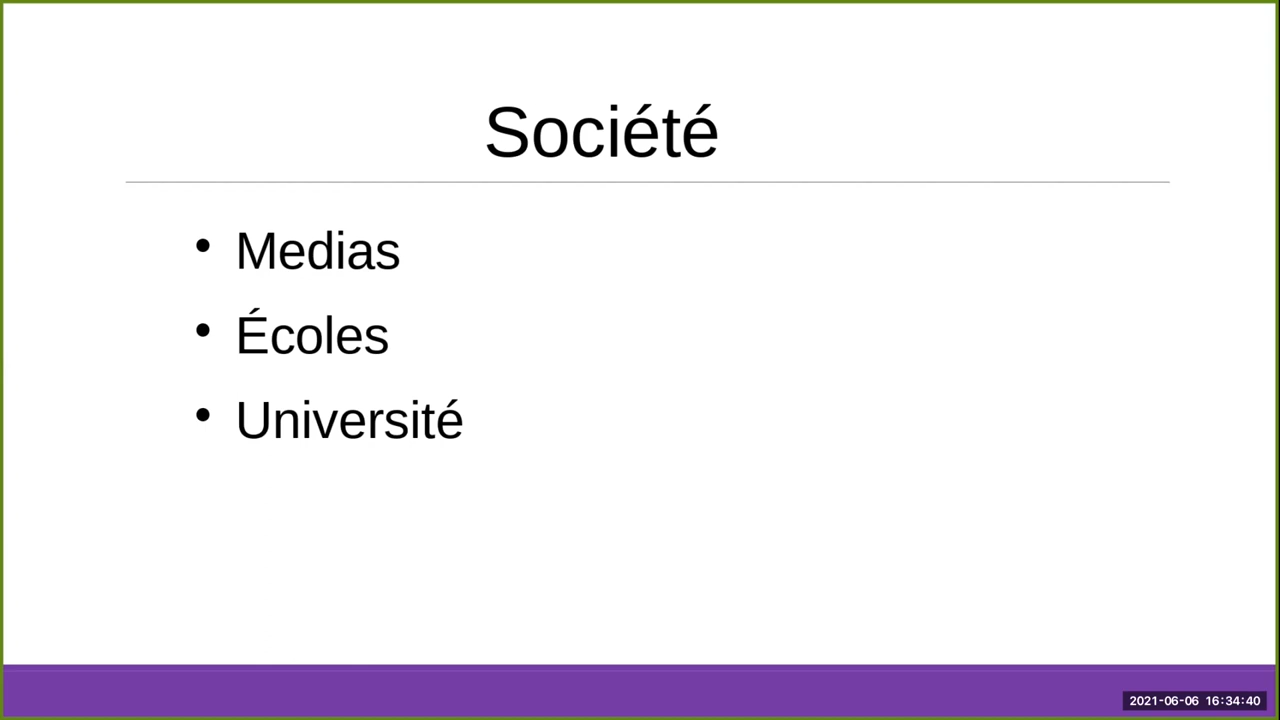 Société
• Medias
• Écoles
• Université
2021-06-06 16:34:40